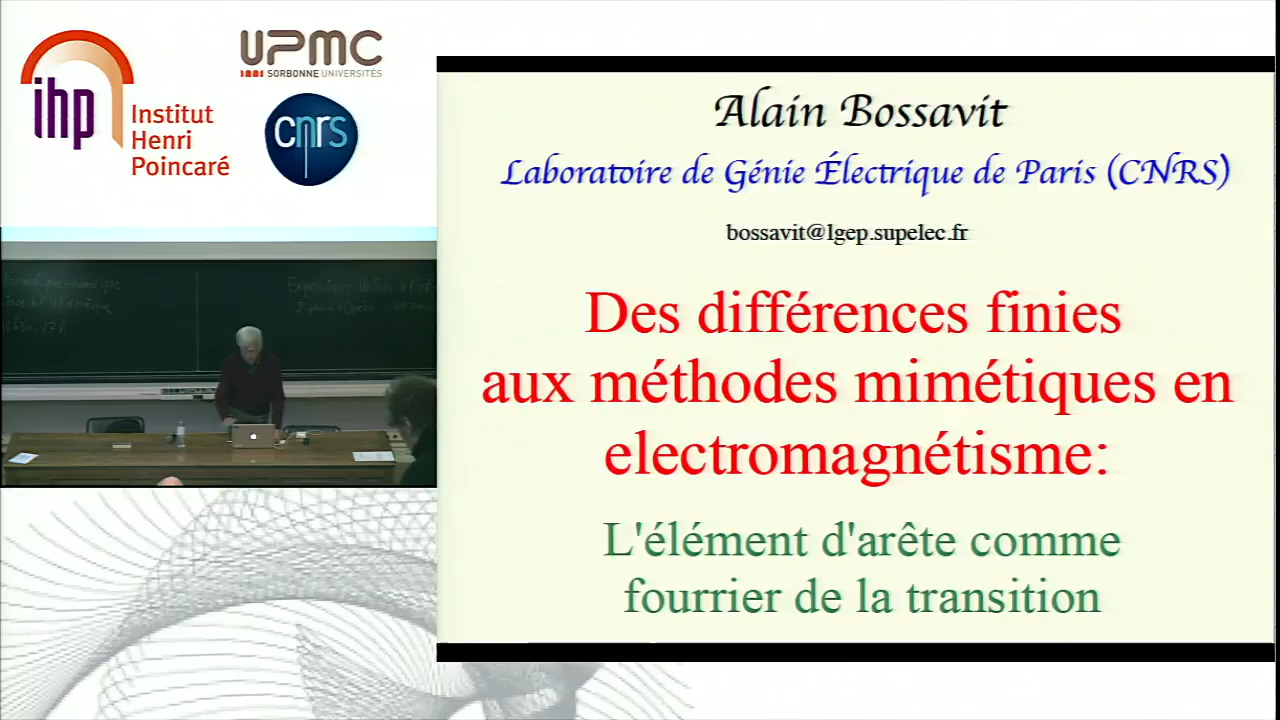 ihp
Institut
Henri
Poincaré
UPMC
SORBONNE UNIVERSITÉS
cnrs
Alain Bossavit
Laboratoire de Génie Électrique de Paris (CNRS)
bossavit@lgep.supelec.fr
Des différences finies
aux méthodes mimétiques en
electromagnétisme:
L'élément d'arête comme
fourrier de la transition